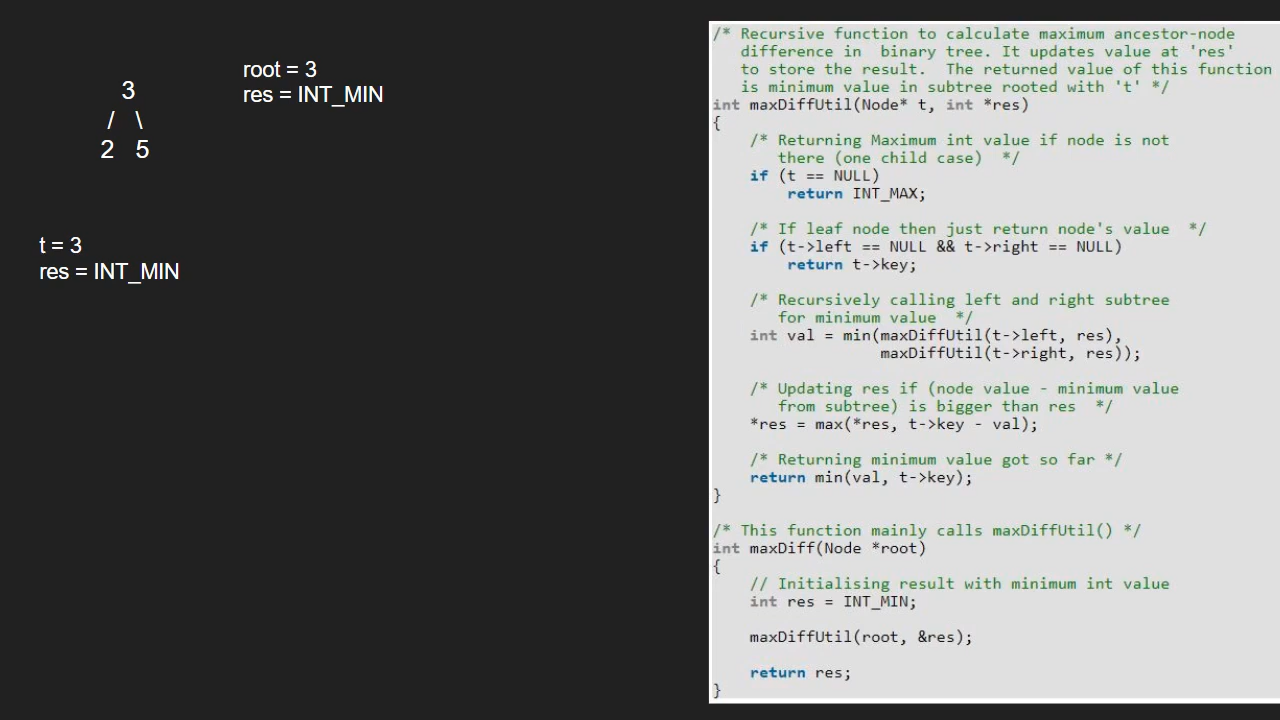 root = 3
res = INT_MIN
3
/ \
2 5
t = 3
res = INT_MIN
/* Recursive function to calculate maximum ancestor-node
difference in  binary tree. It updates value at 'res'
to store the result.  The returned value of this function
is minimum value in subtree rooted with 't' */
int maxDiffUtil(Node* t, int *res)
{
/* Returning Maximum int value if node is not
there (one child case)  */
if (t == NULL)
return INT_MAX;
/* If leaf node then just return node's value  */
if (t->left == NULL && t->right == NULL)
return t->key;
/* Recursively calling left and right subtree
for minimum value  */
int val = min(maxDiffUtil(t->left, res),
maxDiffUtil(t->right, res));
/* Updating res if (node value - minimum value
from subtree) is bigger than res  */
*res = max(*res, t->key - val);
/* Returning minimum value got so far */
return min(val, t->key);
}
/* This function mainly calls maxDiffUtil() */
int maxDiff(Node *root)
{
// Initialising result with minimum int value
int res = INT_MIN;
maxDiffUtil(root, &res);
return res;
}